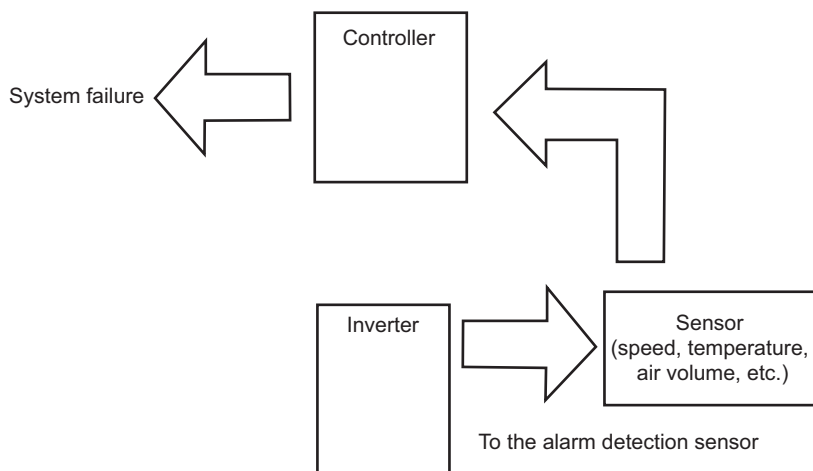 Controller
System failure
Inverter
Sensor
(speed, temperature,
air volume, etc.)
To the alarm detection sensor